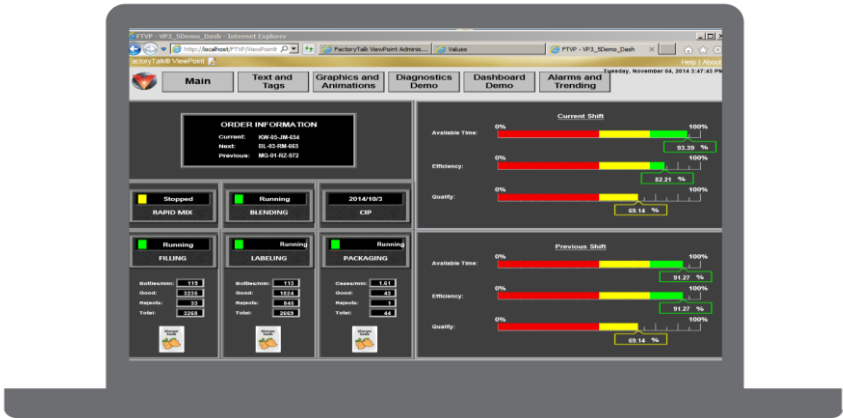 FTVP - VP3_5Demo_Dash - Internet Explorer
http://localhost/FTVP/ViewPoint#
FactoryTalk ViewPoint Adminis...
Values
FTVP - VP3_5Demo_Dash
FactoryTalk® ViewPoint
Help | About
Tuesday, November 04, 2014 3:47:43 PM
Main
Text and Tags
Graphics and Animations
Diagnostics Demo
Dashboard Demo
Alarms and Trending
ORDER INFORMATION
Current: KW-05-JM-654
Next: BL-03-RM-665
Previous: MG-01-RZ-972
Stopped
RAPID MIX
Running
BLENDING
2014/10/3
CIP
Running
FILLING
Bottles/min: 119
Good:
Rejects: 33
Total: 3268
Running
LABELING
Bottles/min: 113
Good: 1824
Rejects: 845
Total: 2669
Running
PACKAGING
Cases/min: 1.61
Good: 43
Rejects: 1
Total: 44
Current Shift
Available Time: 0% 100%
93.39 %
Efficiency: 0% 100%
82.21 %
Quality: 0% 100%
69.14 %
Previous Shift
Available Time: 0% 100%
91.27 %
Efficiency: 0% 100%
91.27 %
Quality: 0% 100%
69.14 %